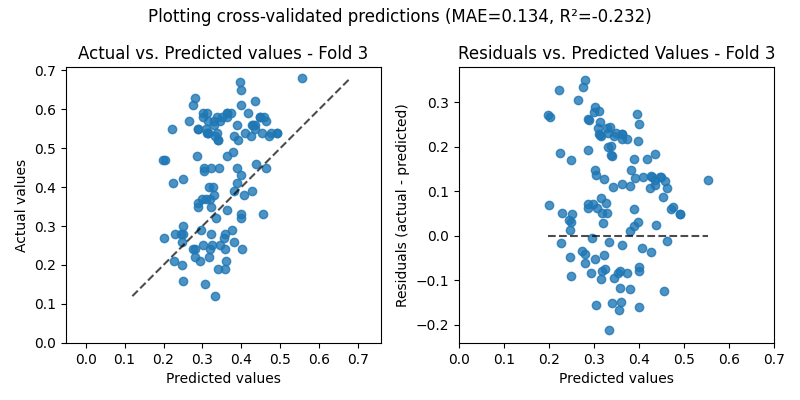 Plotting cross-validated predictions (MAE=0.134, R²=-0.232)
Actual vs. Predicted values - Fold 3
Actual values
0.7
0.6
0.5
0.4
0.3
0.2
0.1
0.0
0.0 0.1 0.2 0.3 0.4 0.5 0.6 0.7
Predicted values
Residuals vs. Predicted Values - Fold 3
Residuals (actual - predicted)
0.3
0.2
0.1
0.0
−0.1
−0.2
0.0 0.1 0.2 0.3 0.4 0.5 0.6 0.7
Predicted values